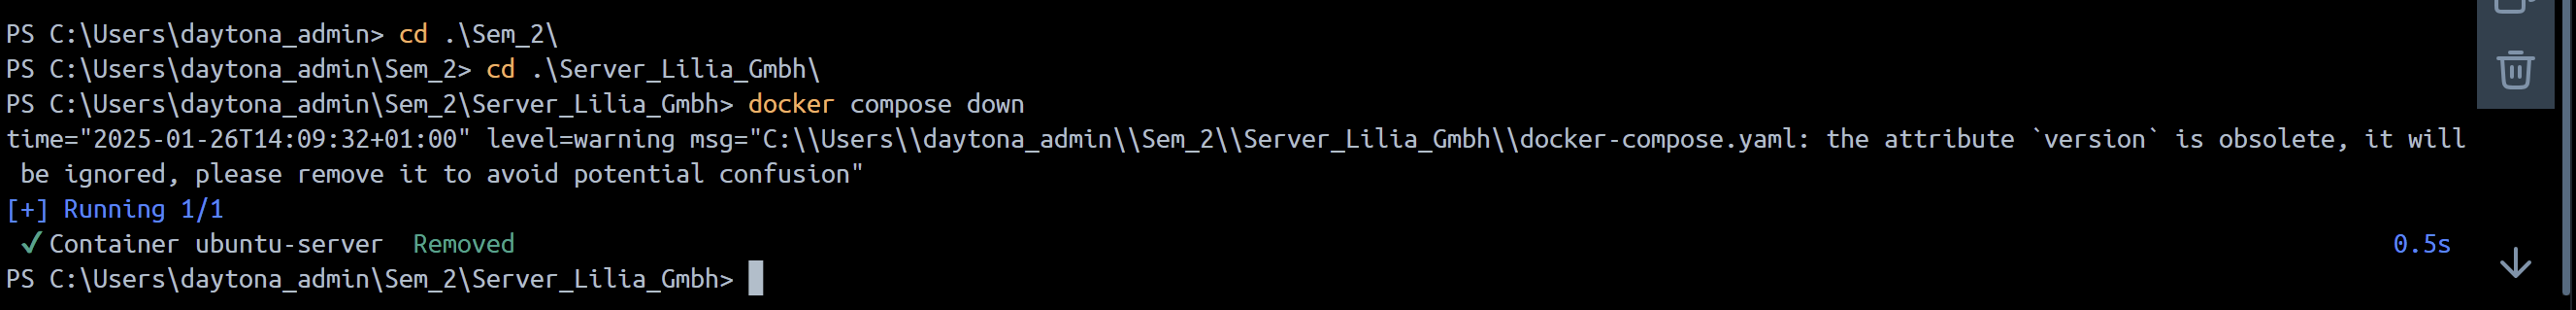 PS C:\Users\daytona_admin> cd .\Sem_2\
PS C:\Users\daytona_admin\Sem_2> cd .\Server_Lilia_Gmbh\
PS C:\Users\daytona_admin\Sem_2\Server_Lilia_Gmbh> docker compose down
time="2025-01-26T14:09:32+01:00" level=warning msg="C:\\Users\\daytona_admin\\Sem_2\\Server_Lilia_Gmbh\\docker-compose.yaml: the attribute `version` is obsolete, it will
 be ignored, please remove it to avoid potential confusion"
[+] Running 1/1
 ✔ Container ubuntu-server  Removed 0.5s
PS C:\Users\daytona_admin\Sem_2\Server_Lilia_Gmbh>